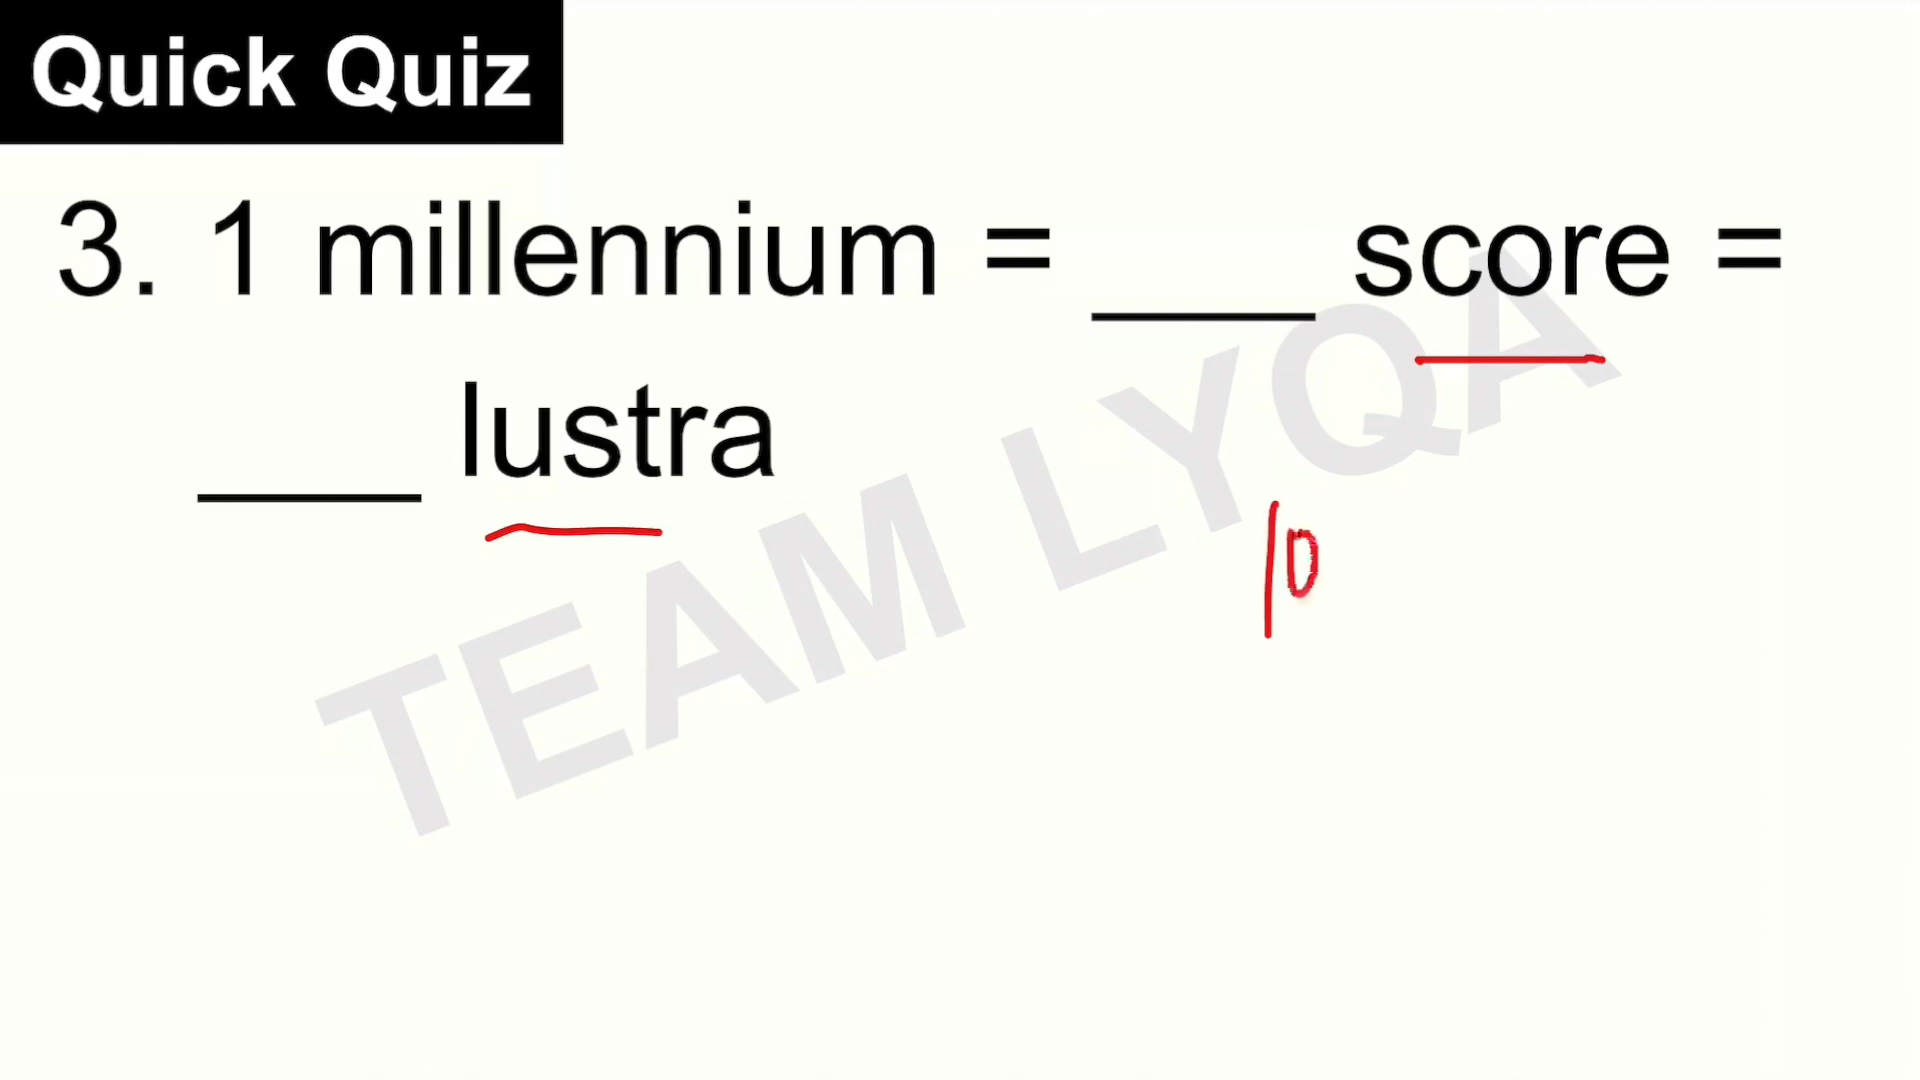 Quick Quiz
3. 1 millennium = ____ score =
____ lustra
10
TEAM LYQA